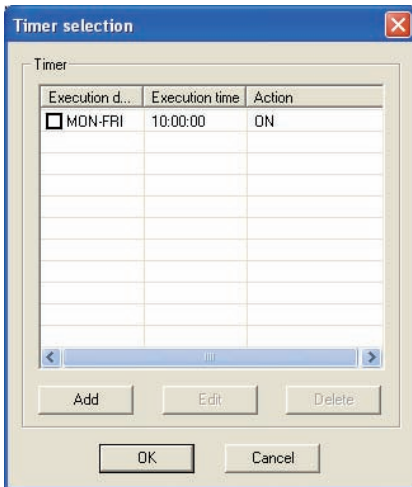 Timer selection
Timer
Execution d... Execution time Action
MON-FRI 10:00:00 ON
Add Edit Delete
OK Cancel